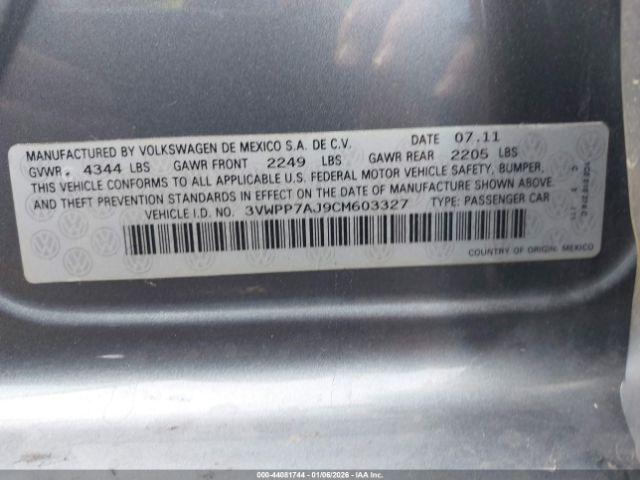 MANUFACTURED BY VOLKSWAGEN DE MEXICO S.A. DE C.V. DATE 07.11
GVWR. 4344 LBS GAWR FRONT 2249 LBS GAWR REAR 2205 LBS
THIS VEHICLE CONFORMS TO ALL APPLICABLE U.S. FEDERAL MOTOR VEHICLE SAFETY, BUMPER,
AND THEFT PREVENTION STANDARDS IN EFFECT ON THE DATE OF MANUFACTURE SHOWN ABOVE.
VEHICLE I.D. NO. 3VWPP7AJ9CM603327 TYPE: PASSENGER CAR
COUNTRY OF ORIGIN: MEXICO
000-44081744 - 01/06/2026 - IAAI.COM